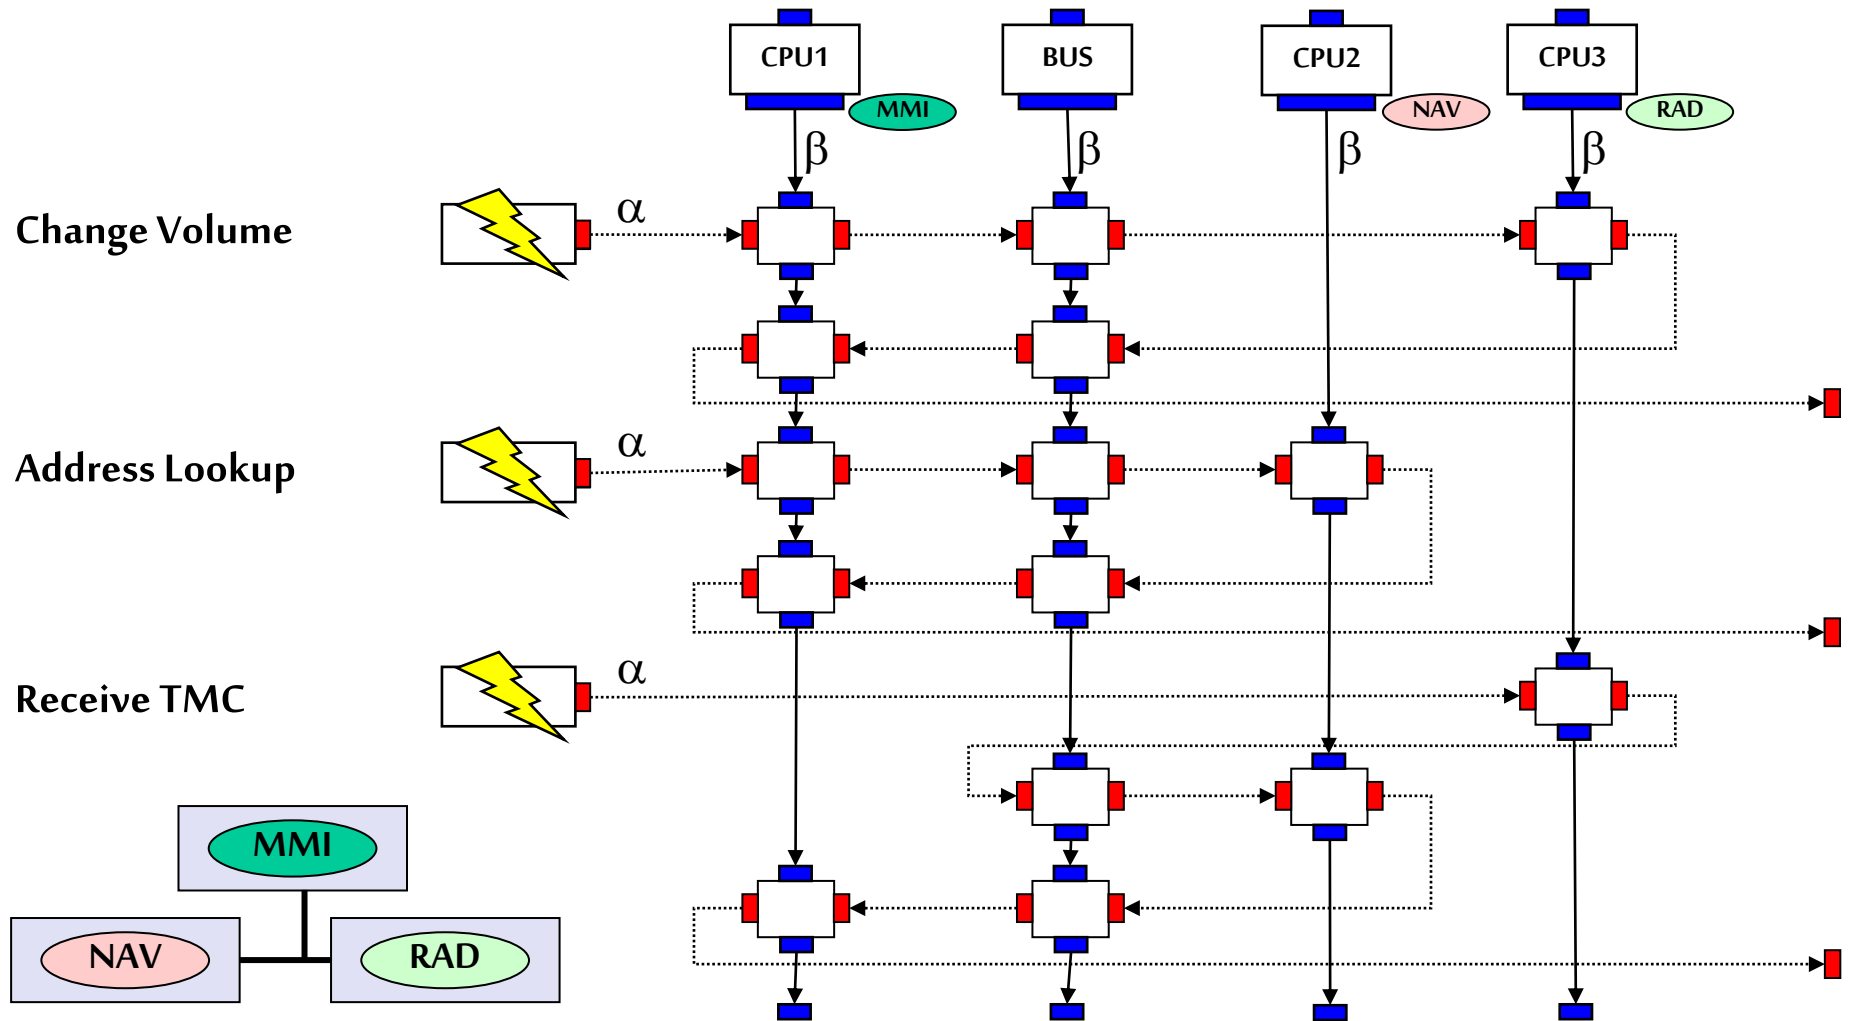 CPU1
BUS
CPU2
CPU3
MMI
NAV
RAD
β
β
β
β
Change Volume
α
Address Lookup
α
Receive TMC
α
MMI
NAV
RAD